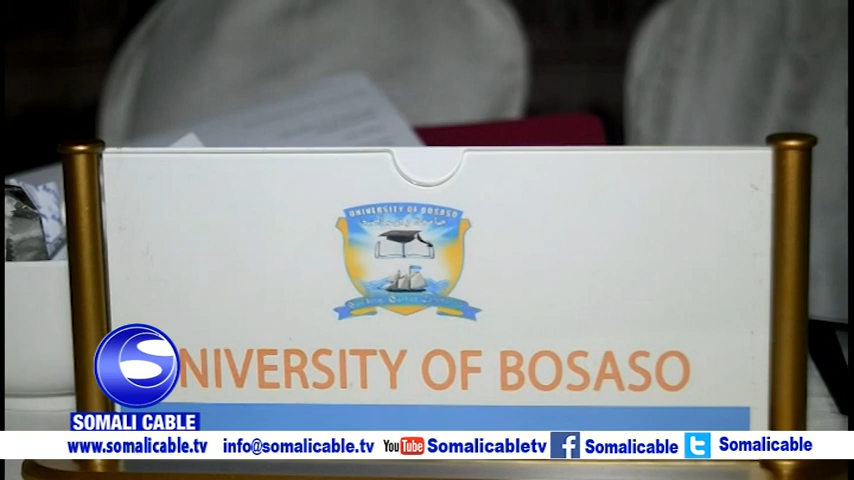 UNIVERSITY OF BOSASO
NIVERSITY OF BOSASO
SOMALI CABLE
www.somalicable.tv info@somalicable.tv YouTube Somalicabletv f Somalicable t Somalicable